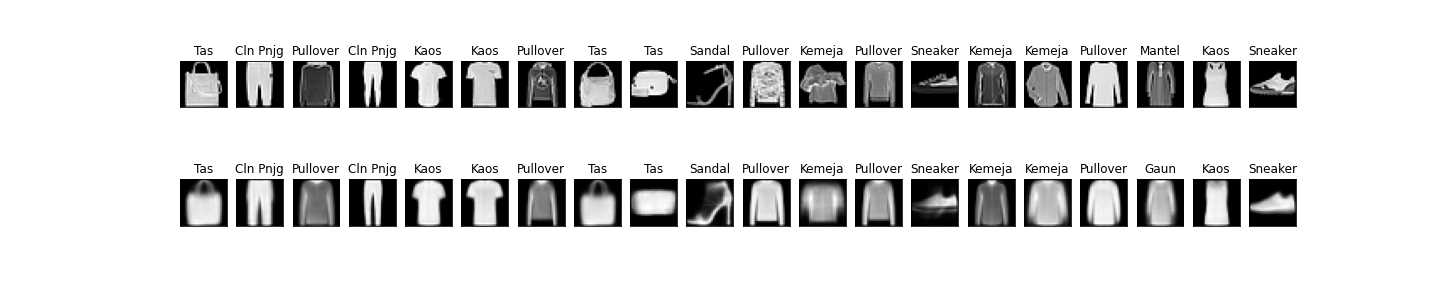 Tas Cln Pnjg Pullover Cln Pnjg Kaos Kaos Pullover Tas Tas Sandal Pullover Kemeja Pullover Sneaker Kemeja Kemeja Pullover Mantel Kaos Sneaker
Tas Cln Pnjg Pullover Cln Pnjg Kaos Kaos Pullover Tas Tas Sandal Pullover Kemeja Pullover Sneaker Kemeja Kemeja Pullover Gaun Kaos Sneaker